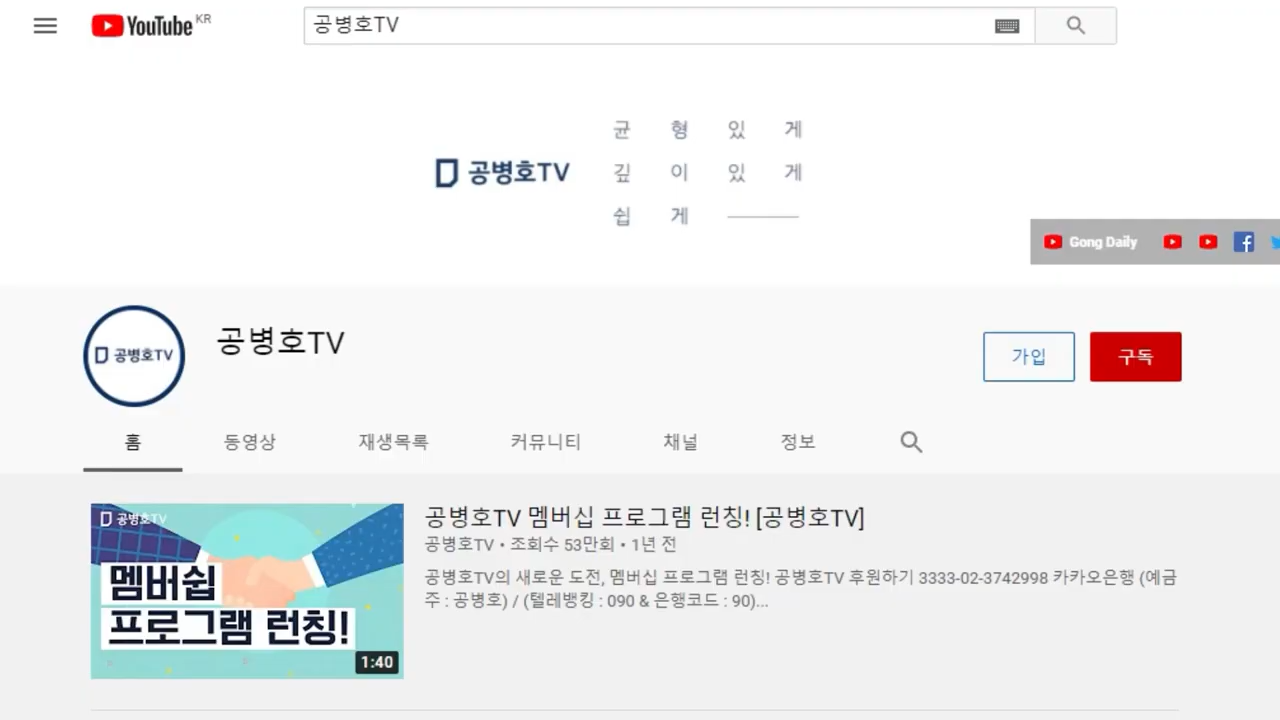 YouTube KR
공병호TV
균형있게
공병호TV 깊이있게
쉽게
Gong Daily
공병호TV
공병호TV
가입
구독
홈 동영상 재생목록 커뮤니티 채널 정보
공병호TV
멤버쉽
프로그램 런칭!
1:40
공병호TV 멤버십 프로그램 런칭! [공병호TV]
공병호TV • 조회수 53만회 • 1년 전
공병호TV의 새로운 도전, 멤버십 프로그램 런칭! 공병호TV 후원하기 3333-02-3742998 카카오은행 (예금
주 : 공병호) / (텔레뱅킹 : 090 & 은행코드 : 90)...